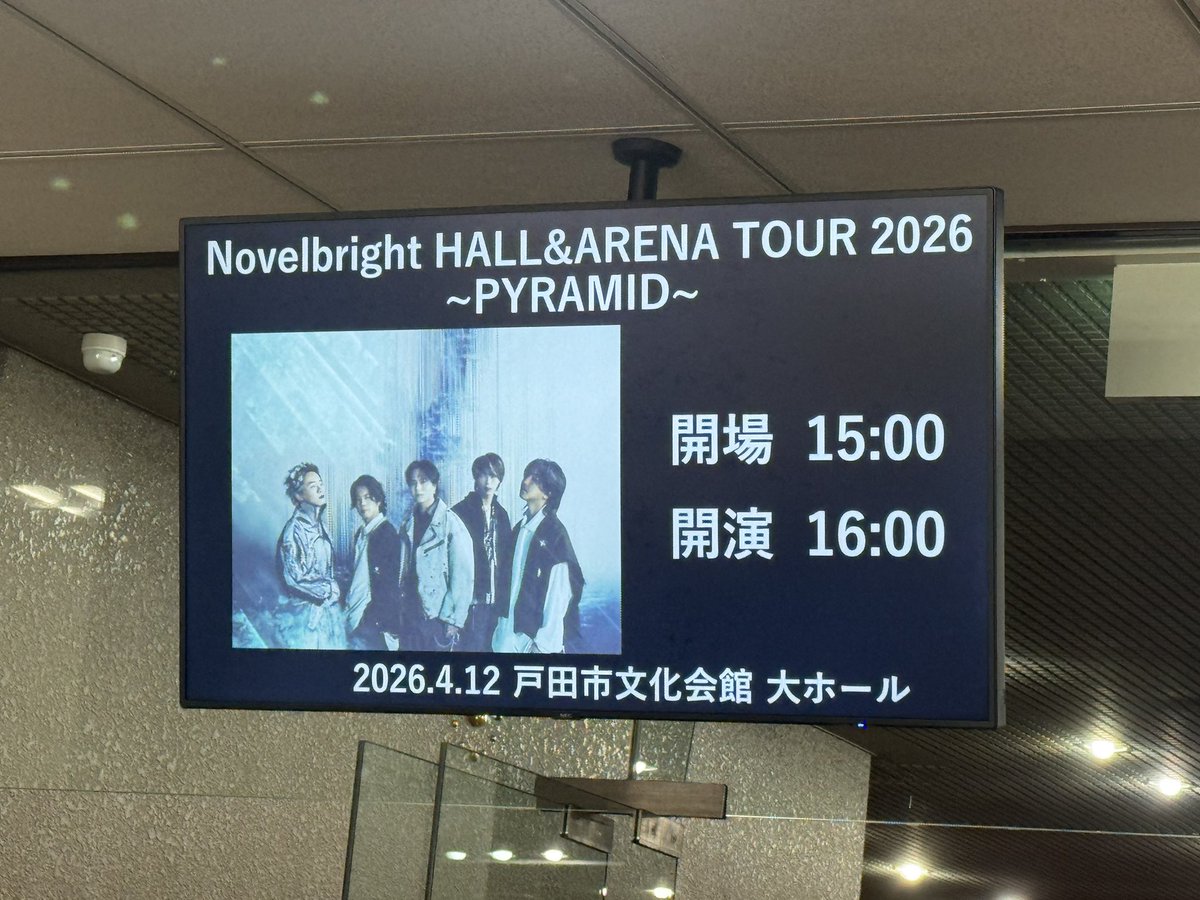 Novelbright HALL&ARENA TOUR 2026
~PYRAMID~
開場 15:00
開演 16:00
2026.4.12 戸田市文化会館 大ホール